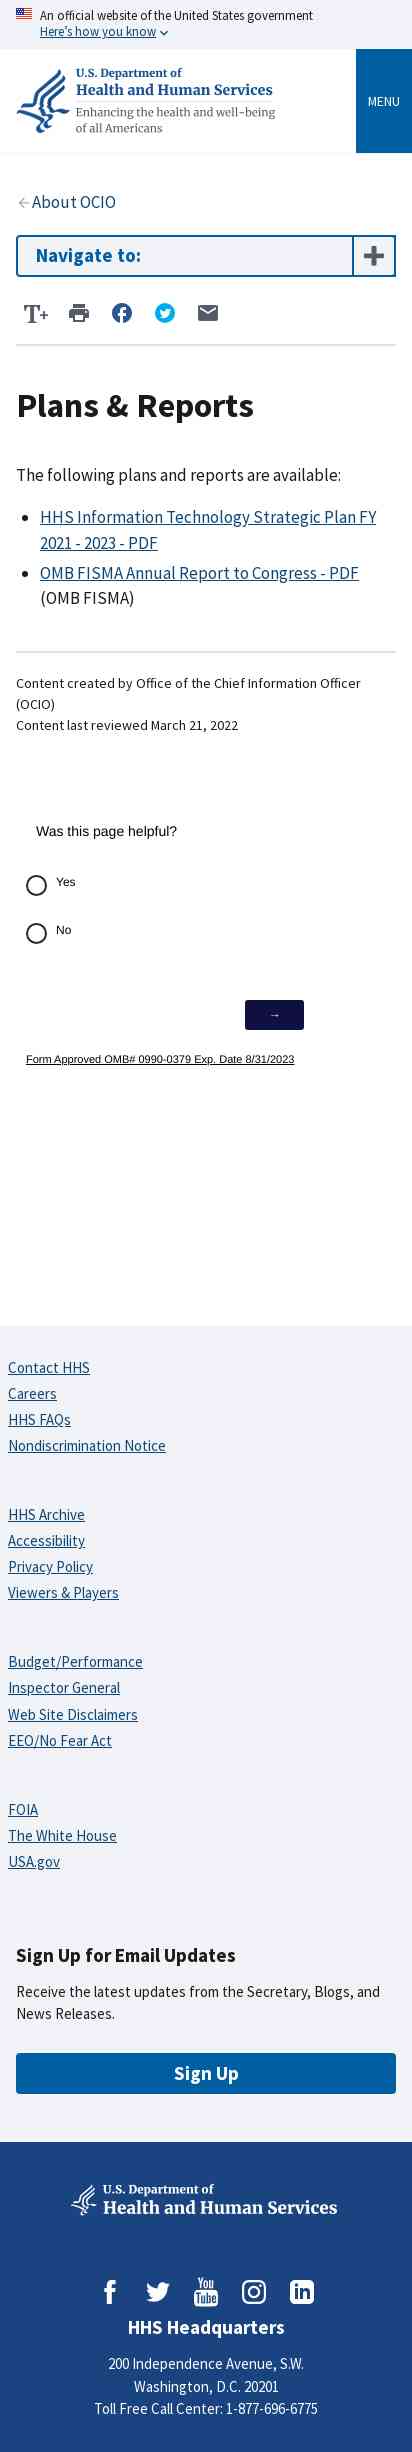 An official website of the United States government
Here's how you know
U.S. Department of
Health and Human Services
Enhancing the health and well-being
of all Americans
MENU
About OCIO
Navigate to:
T+
Plans & Reports
The following plans and reports are available:
HHS Information Technology Strategic Plan FY
2021 - 2023 - PDF
OMB FISMA Annual Report to Congress - PDF
(OMB FISMA)
Content created by Office of the Chief Information Officer
(OCIO)
Content last reviewed March 21, 2022
Was this page helpful?
Yes
No
→
Form Approved OMB# 0990-0379 Exp. Date 8/31/2023
Contact HHS
Careers
HHS FAQs
Nondiscrimination Notice
HHS Archive
Accessibility
Privacy Policy
Viewers & Players
Budget/Performance
Inspector General
Web Site Disclaimers
EEO/No Fear Act
FOIA
The White House
USA.gov
Sign Up for Email Updates
Receive the latest updates from the Secretary, Blogs, and
News Releases.
Sign Up
U.S. Department of
Health and Human Services
You
Tube
HHS Headquarters
200 Independence Avenue, S.W.
Washington, D.C. 20201
Toll Free Call Center: 1-877-696-6775